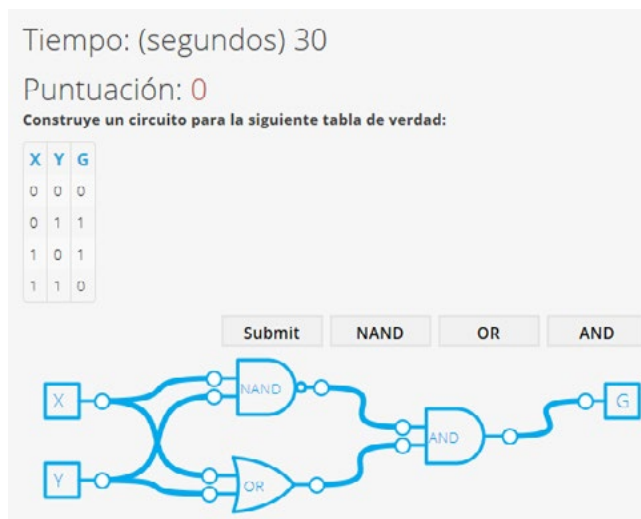 Tiempo: (segundos) 30
Puntuación: 0
Construye un circuito para la siguiente tabla de verdad:
X Y G
0 0 0
0 1 1
1 0 1
1 1 0
Submit NAND OR AND
X NAND G
AND
Y OR